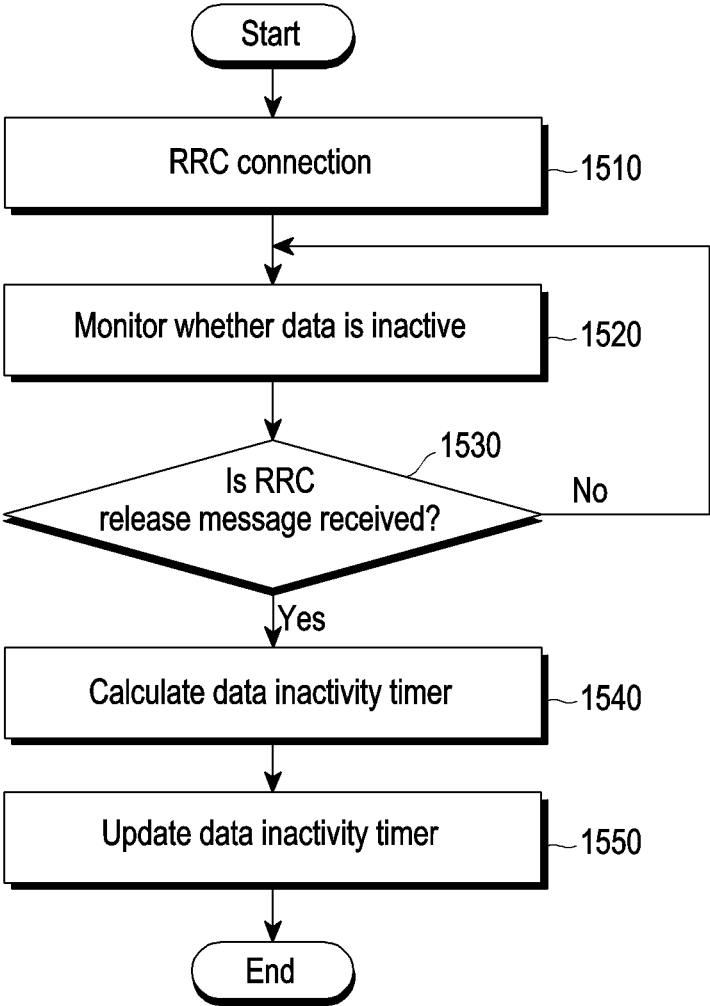 Start
RRC connection
1510
Monitor whether data is inactive
1520
1530
Is RRC
release message received?
No
Yes
Calculate data inactivity timer
1540
Update data inactivity timer
1550
End